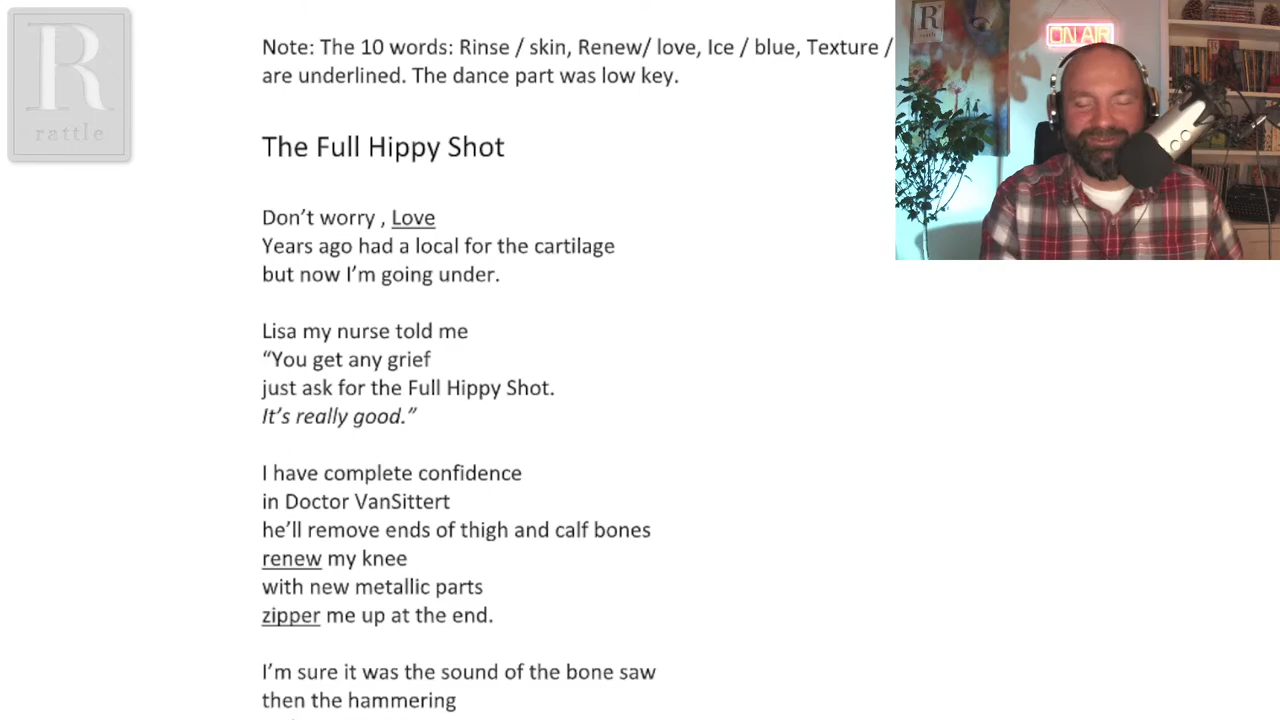 R
rattle
Note: The 10 words: Rinse / skin, Renew/ love, Ice / blue, Texture /
are underlined. The dance part was low key.
The Full Hippy Shot
Don’t worry , Love
Years ago had a local for the cartilage
but now I’m going under.
Lisa my nurse told me
“You get any grief
just ask for the Full Hippy Shot.
It’s really good.”
I have complete confidence
in Doctor VanSittert
he’ll remove ends of thigh and calf bones
renew my knee
with new metallic parts
zipper me up at the end.
I’m sure it was the sound of the bone saw
then the hammering
R
rattle
ON AIR